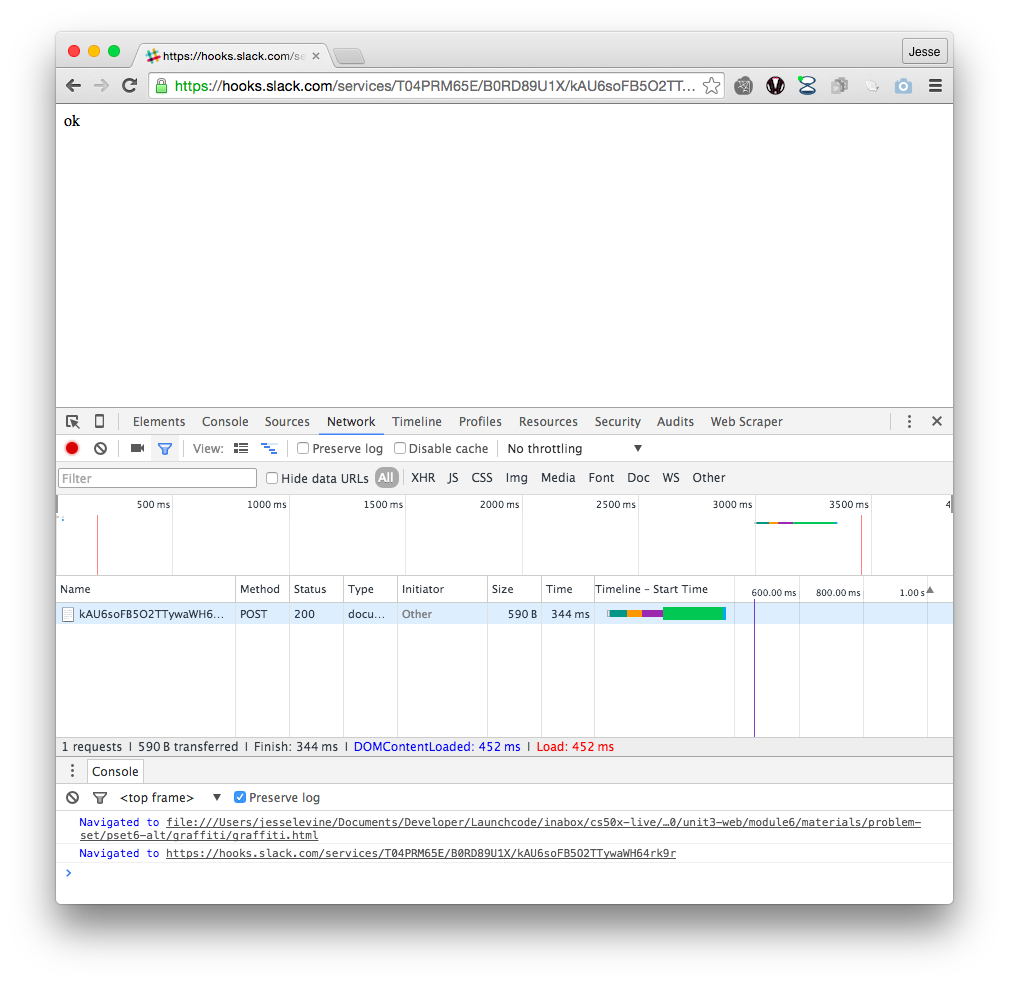 https://hooks.slack.com/se
Jesse
https://hooks.slack.com/services/T04PRM65E/B0RD89U1X/kAU6soFB5O2TT...
ok
Elements Console Sources Network Timeline Profiles Resources Security Audits Web Scraper
View: Preserve log Disable cache No throttling
Filter Hide data URLs All XHR JS CSS Img Media Font Doc WS Other
500 ms 1000 ms 1500 ms 2000 ms 2500 ms 3000 ms 3500 ms 4
Name Method Status Type Initiator Size Time Timeline – Start Time 600.00 ms 800.00 ms 1.00 s
kAU6soFB5O2TTywaWH6... POST 200 docu... Other 590 B 344 ms
1 requests | 590 B transferred | Finish: 344 ms | DOMContentLoaded: 452 ms | Load: 452 ms
Console
<top frame> Preserve log
Navigated to file:///Users/jesselevine/Documents/Developer/Launchcode/inabox/cs50x-live/…0/unit3-web/module6/materials/problem-
set/pset6-alt/graffiti/graffiti.html
Navigated to https://hooks.slack.com/services/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